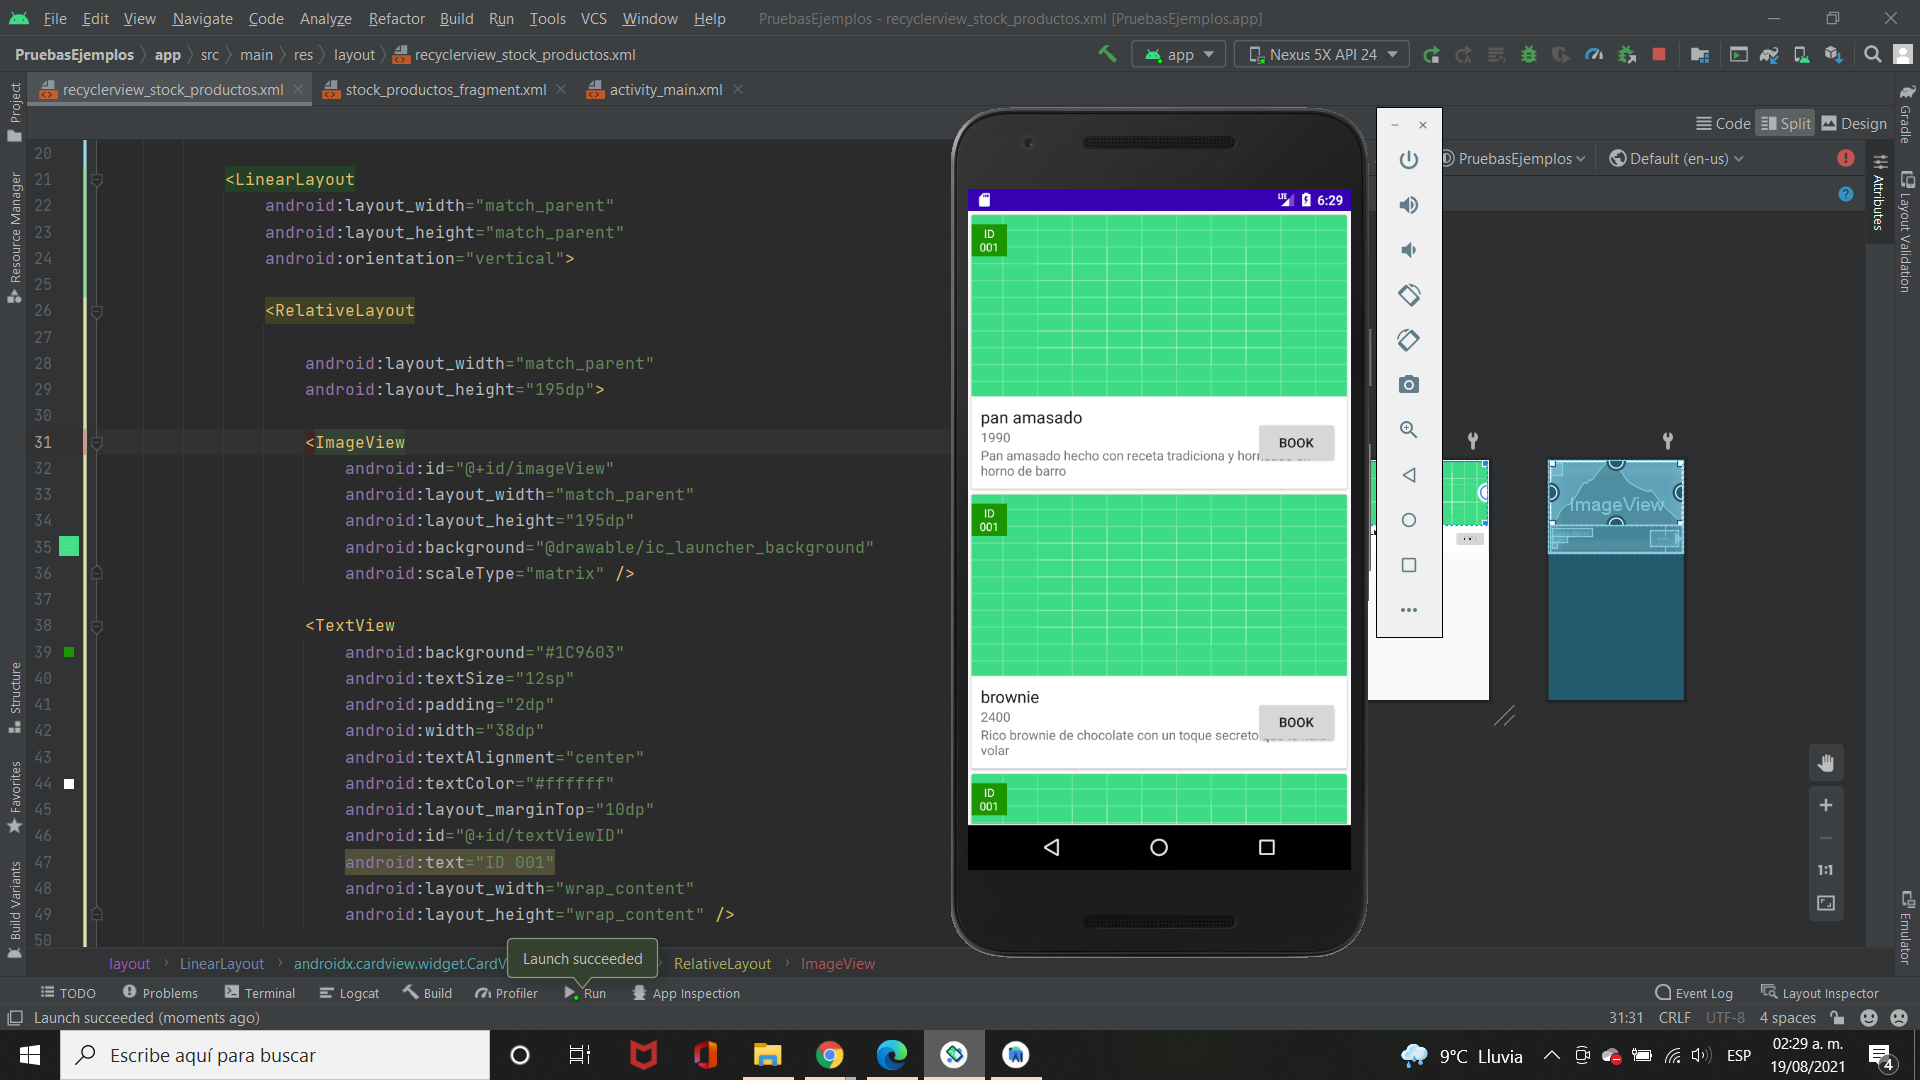 File Edit View Navigate Code Analyze Refactor Build Run Tools VCS Window Help PruebasEjemplos - recyclerview_stock_productos.xml [PruebasEjemplos.app]
PruebasEjemplos app src main res layout recyclerview_stock_productos.xml app Nexus 5X API 24
recyclerview_stock_productos.xml stock_productos_fragment.xml activity_main.xml
Code Split Design
PruebasEjemplos Default (en-us)
Project
Resource Manager
Structure
Favorites
Build Variants
Gradle
Layout Validation
Attributes
Emulator
20
21 <LinearLayout
22 android:layout_width="match_parent"
23 android:layout_height="match_parent"
24 android:orientation="vertical">
25
26 <RelativeLayout
27
28 android:layout_width="match_parent"
29 android:layout_height="195dp">
30
31 <ImageView
32 android:id="@+id/imageView"
33 android:layout_width="match_parent"
34 android:layout_height="195dp"
35 android:background="@drawable/ic_launcher_background"
36 android:scaleType="matrix" />
37
38 <TextView
39 android:background="#1C9603"
40 android:textSize="12sp"
41 android:padding="2dp"
42 android:width="38dp"
43 android:textAlignment="center"
44 android:textColor="#ffffff"
45 android:layout_marginTop="10dp"
46 android:id="@+id/textViewID"
47 android:text="ID 001"
48 android:layout_width="wrap_content"
49 android:layout_height="wrap_content" />
50
LTE 6:29
ID
001
pan amasado
1990
BOOK
Pan amasado hecho con receta tradiciona y
horno de barro
ID
001
brownie
2400
BOOK
Rico brownie de chocolate con un toque secreto
volar
ID
001
ImageView
1:1
layout LinearLayout androidx.cardview.widget.CardV RelativeLayout ImageView
Launch succeeded
TODO Problems Terminal Logcat Build Profiler Run App Inspection Event Log Layout Inspector
Launch succeeded (moments ago) 31:31 CRLF UTF-8 4 spaces
Escribe aquí para buscar 9°C Lluvia ESP 02:29 a. m.
19/08/2021 4